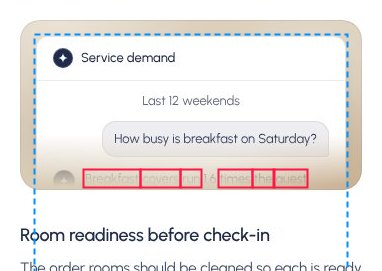 Service demand
Last 12 weekends
How busy is breakfast on Saturday?
Breakfast covers run 1.6 times the guest
Room readiness before check-in
The order rooms should be cleaned so each is ready